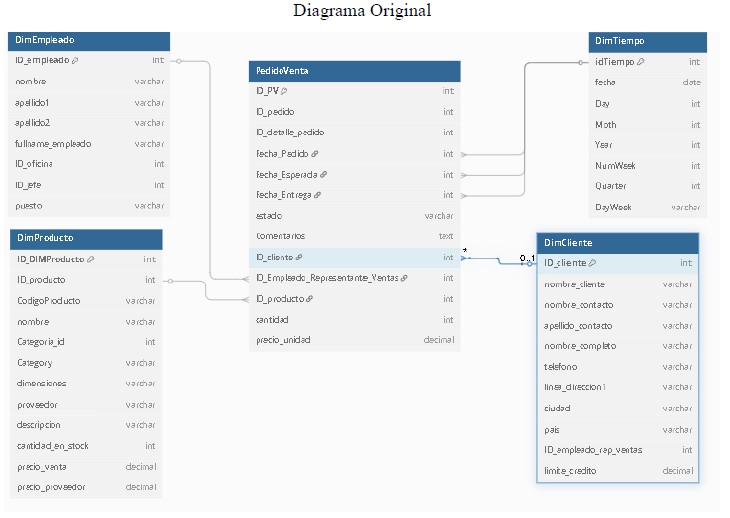 Diagrama Original
DimEmpleado
ID_empleado int
nombre varchar
apellido1 varchar
apellido2 varchar
fullname_empleado varchar
ID_oficina int
ID_jefe int
puesto varchar
DimProducto
ID_DIMProducto int
ID_producto int
CodigoProducto varchar
nombre varchar
Categoria_id int
Category varchar
dimensiones varchar
proveedor varchar
descripcion varchar
cantidad_en_stock int
precio_venta decimal
precio_proveedor decimal
PedidoVenta
ID_PV int
ID_pedido int
ID_detalle_pedido int
Fecha_Pedido int
Fecha_Esperada int
Fecha_Entrega int
estado varchar
Comentarios text
ID_cliente int
ID_Empleado_Representante_Ventas int
ID_producto int
cantidad int
precio_unidad decimal
* 0..1
DimTiempo
idTiempo int
fecha date
Day int
Moth int
Year int
NumWeek int
Quarter int
DayWeek varchar
DimCliente
ID_cliente int
nombre_cliente varchar
nombre_contacto varchar
apellido_contacto varchar
nombre_completo varchar
telefono varchar
linea_direccion1 varchar
ciudad varchar
pais varchar
ID_empleado_rep_ventas int
limite_credito decimal